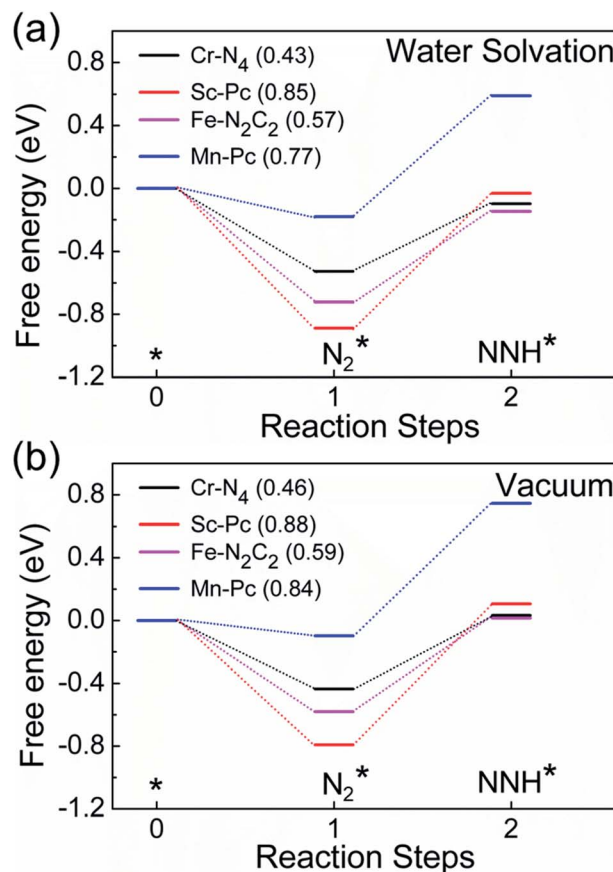 (a)
Water Solvation
Cr-N₄ (0.43)
Sc-Pc (0.85)
Fe-N₂C₂ (0.57)
Mn-Pc (0.77)
Free energy (eV)
0.8
0.4
0.0
-0.4
-0.8
-1.2
* N₂* NNH*
0 1 2
Reaction Steps
(b)
Vacuum
Cr-N₄ (0.46)
Sc-Pc (0.88)
Fe-N₂C₂ (0.59)
Mn-Pc (0.84)
Free energy (eV)
0.8
0.4
0.0
-0.4
-0.8
-1.2
* N₂* NNH*
0 1 2
Reaction Steps